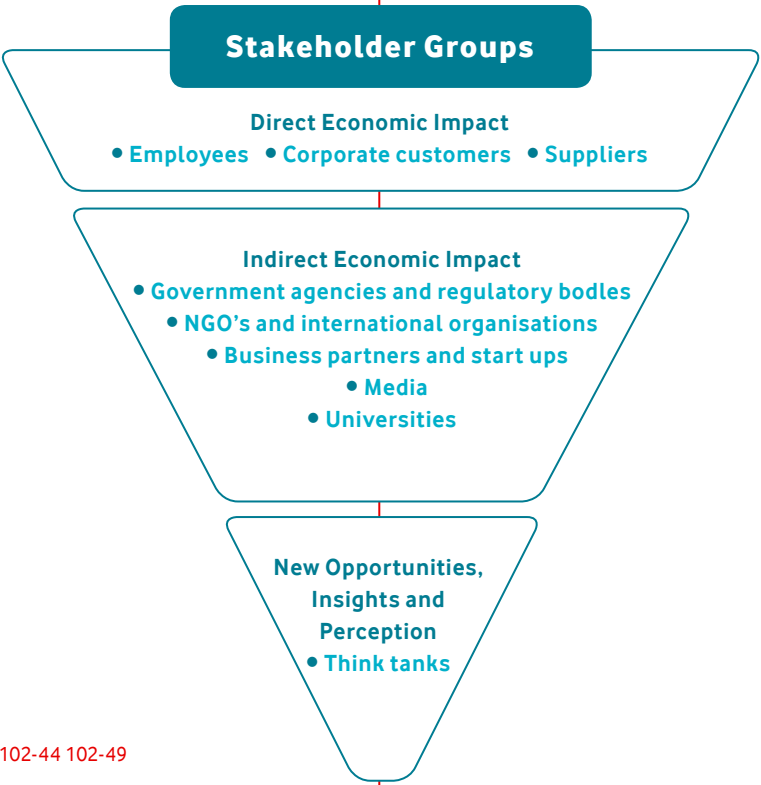 Stakeholder Groups
Direct Economic Impact
• Employees • Corporate customers • Suppliers
Indirect Economic Impact
• Government agencies and regulatory bodles
• NGO's and international organisations
• Business partners and start ups
• Media
• Universities
New Opportunities,
Insights and
Perception
• Think tanks
102-44 102-49